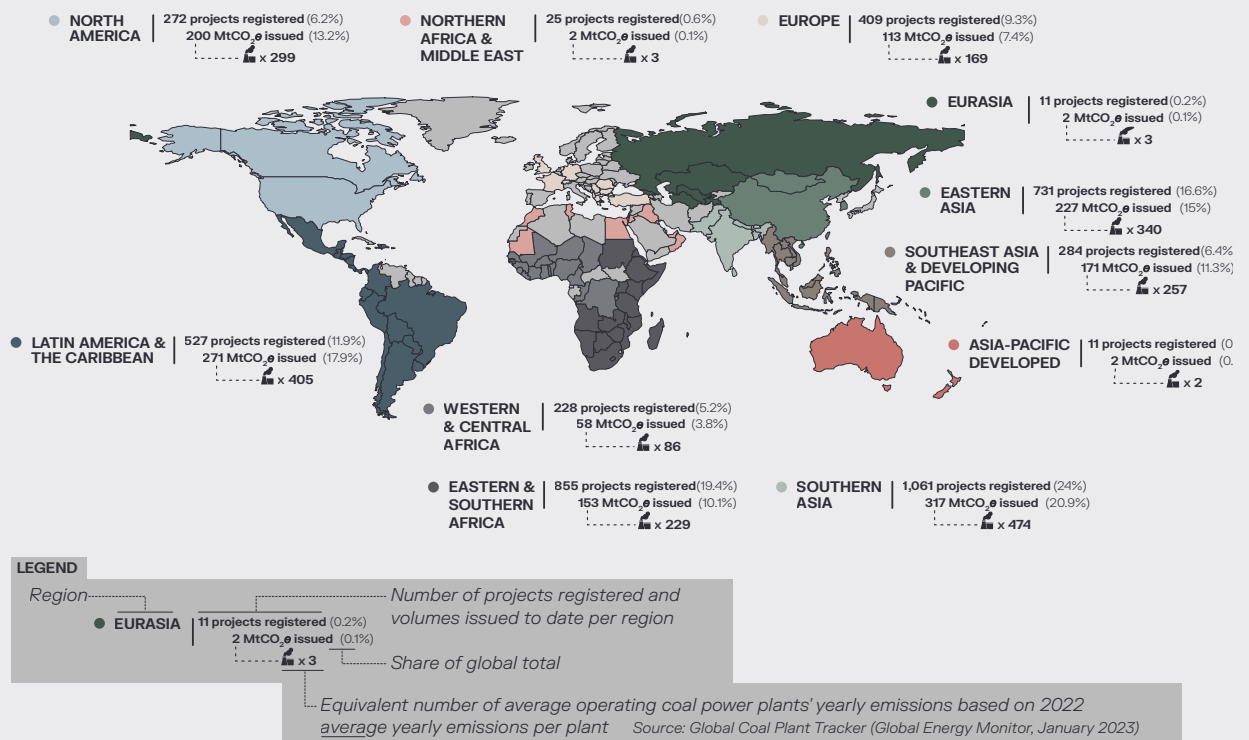 NORTH
AMERICA
272 projects registered (6.2%)
200 MtCO₂e issued (13.2%)
x 299
NORTHERN
AFRICA &
MIDDLE EAST
25 projects registered (0.6%)
2 MtCO₂e issued (0.1%)
x 3
EUROPE
409 projects registered (9.3%)
113 MtCO₂e issued (7.4%)
x 169
EURASIA
11 projects registered (0.2%)
2 MtCO₂e issued (0.1%)
x 3
EASTERN
ASIA
731 projects registered (16.6%)
227 MtCO₂e issued (15%)
x 340
SOUTHEAST ASIA
& DEVELOPING
PACIFIC
284 projects registered (6.4%
171 MtCO₂e issued (11.3%)
x 257
LATIN AMERICA &
THE CARIBBEAN
527 projects registered (11.9%)
271 MtCO₂e issued (17.9%)
x 405
ASIA-PACIFIC
DEVELOPED
11 projects registered (0
2 MtCO₂e issued (0.
x 2
WESTERN
& CENTRAL
AFRICA
228 projects registered (5.2%)
58 MtCO₂e issued (3.8%)
x 86
EASTERN &
SOUTHERN
AFRICA
855 projects registered (19.4%)
153 MtCO₂e issued (10.1%)
x 229
SOUTHERN
ASIA
1,061 projects registered (24%)
317 MtCO₂e issued (20.9%)
x 474
LEGEND
Region
EURASIA
11 projects registered (0.2%)
2 MtCO₂e issued (0.1%)
x 3
Number of projects registered and
volumes issued to date per region
Share of global total
Equivalent number of average operating coal power plants' yearly emissions based on 2022
average yearly emissions per plant Source: Global Coal Plant Tracker (Global Energy Monitor, January 2023)